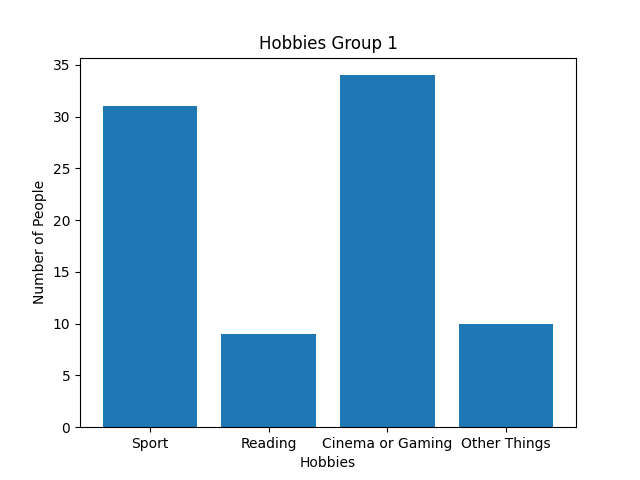 Hobbies Group 1
Number of People
35
30
25
20
15
10
5
0
Sport Reading Cinema or Gaming Other Things
Hobbies